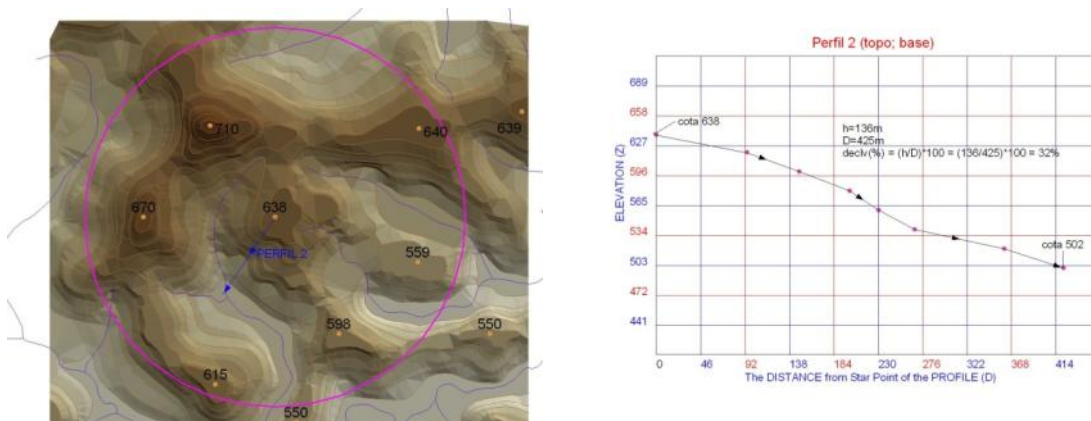 710
640
639
670
638
PERFIL 2
559
598
550
615
550
Perfil 2 (topo; base)
ELEVATION (Z)
689
658
627
596
565
534
503
472
441
cota 638
h=136m
D=425m
decliv(%) = (h/D)*100 = (136/425)*100 = 32%
cota 502
0 46 92 138 184 230 276 322 368 414
The DISTANCE from Star Point of the PROFILE (D)